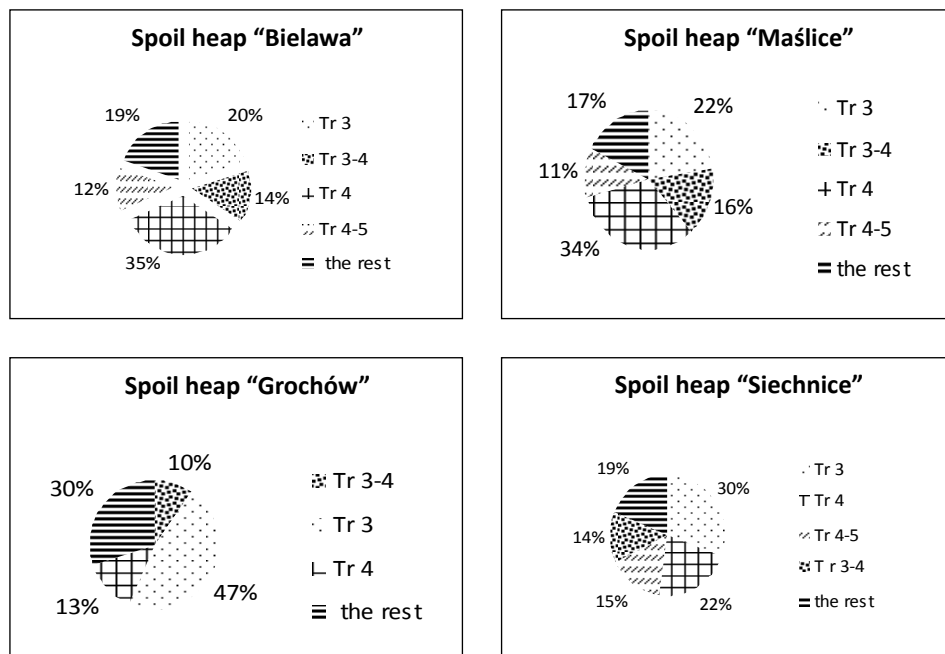 Spoil heap “Bielawa”
19%
20%
12%
14%
35%
Tr 3
Tr 3-4
Tr 4
Tr 4-5
the rest
Spoil heap “Maślice”
17%
22%
11%
16%
34%
Tr 3
Tr 3-4
Tr 4
Tr 4-5
the rest
Spoil heap “Grochów”
10%
30%
13%
47%
Tr 3-4
Tr 3
Tr 4
the rest
Spoil heap “Siechnice”
19%
30%
14%
15%
22%
Tr 3
Tr 4
Tr 4-5
T r 3-4
the rest